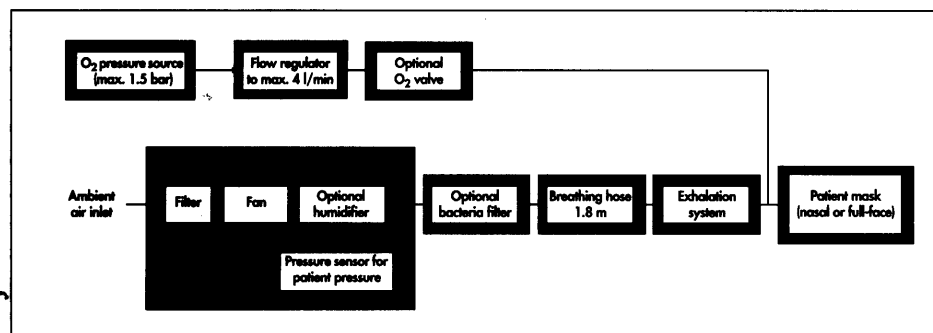 O₂ pressure source
(max. 1.5 bar)
Flow regulator
to max. 4 l/min
Optional
O₂ valve
Ambient
air inlet
Filter
Fan
Optional
humidifier
Pressure sensor for
patient pressure
Optional
bacteria filter
Breathing hose
1.8 m
Exhalation
system
Patient mask
(nasal or full-face)